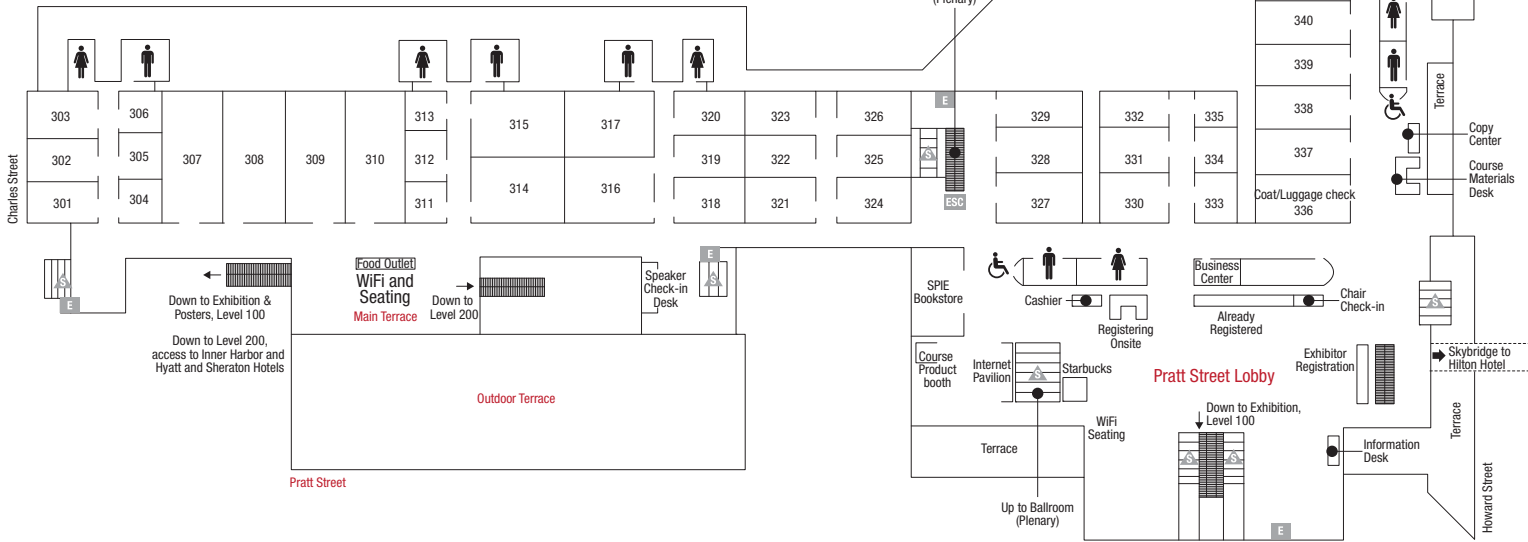 (Plenary)
340
339
338
337
Coat/Luggage check
336
Terrace
Copy
Center
Course
Materials
Desk
Charles Street
303
302
301
306
305
304
307
308
309
310
313
312
311
315
314
317
316
320
319
318
323
322
321
326
325
324
E
S
ESC
329
328
327
332
331
330
335
334
333
S
E
Down to Exhibition &
Posters, Level 100
Down to Level 200,
access to Inner Harbor and
Hyatt and Sheraton Hotels
Food Outlet
WiFi and
Seating
Main Terrace
Down to
Level 200
Speaker
Check-in
Desk
E
S
Outdoor Terrace
Pratt Street
SPIE
Bookstore
Course
Product
booth
Internet
Pavilion
S
Starbucks
Cashier
Registering
Onsite
Business
Center
Already
Registered
Chair
Check-in
S
Exhibitor
Registration
Skybridge to
Hilton Hotel
Pratt Street Lobby
Down to Exhibition,
Level 100
WiFi
Seating
Terrace
Up to Ballroom
(Plenary)
S
S
Information
Desk
E
Terrace
Howard Street